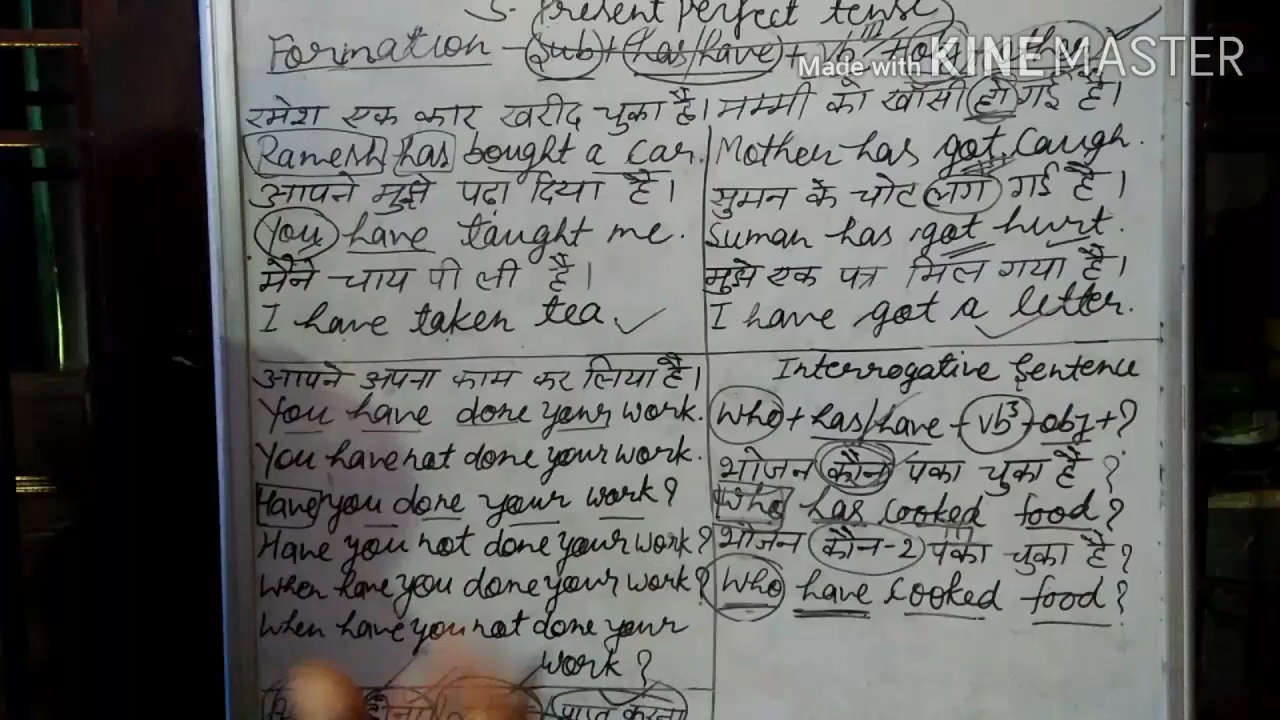 5. Present Perfect tense
Formation - Sub + (has/have) + Vb III + obj + other
Made with KINEMASTER
रमेश एक कार खरीद चुका है।
Ramesh has bought a car.
आपने मुझे पढ़ा दिया है।
You have taught me.
मैने चाय पी ली है।
I have taken tea.
मम्मी को खाँसी हो गई है।
Mother has got caugh.
सुमन के चोट लग गई है।
Suman has got hurt.
मुझे एक पत्र मिल गया है।
I have got a letter.
आपने अपना काम कर लिया है।
You have done your work.
You have not done your work.
Have you done your work?
Have you not done your work?
When have you done your work?
When have you not done your
work?
Interrogative Sentence
Who + has/have + vb3 + obj + ?
भोजन कौन पका चुका है ?
Who has cooked food?
भोजन कौन-2 पका चुका है?
Who have cooked food?
प्राप्त करना